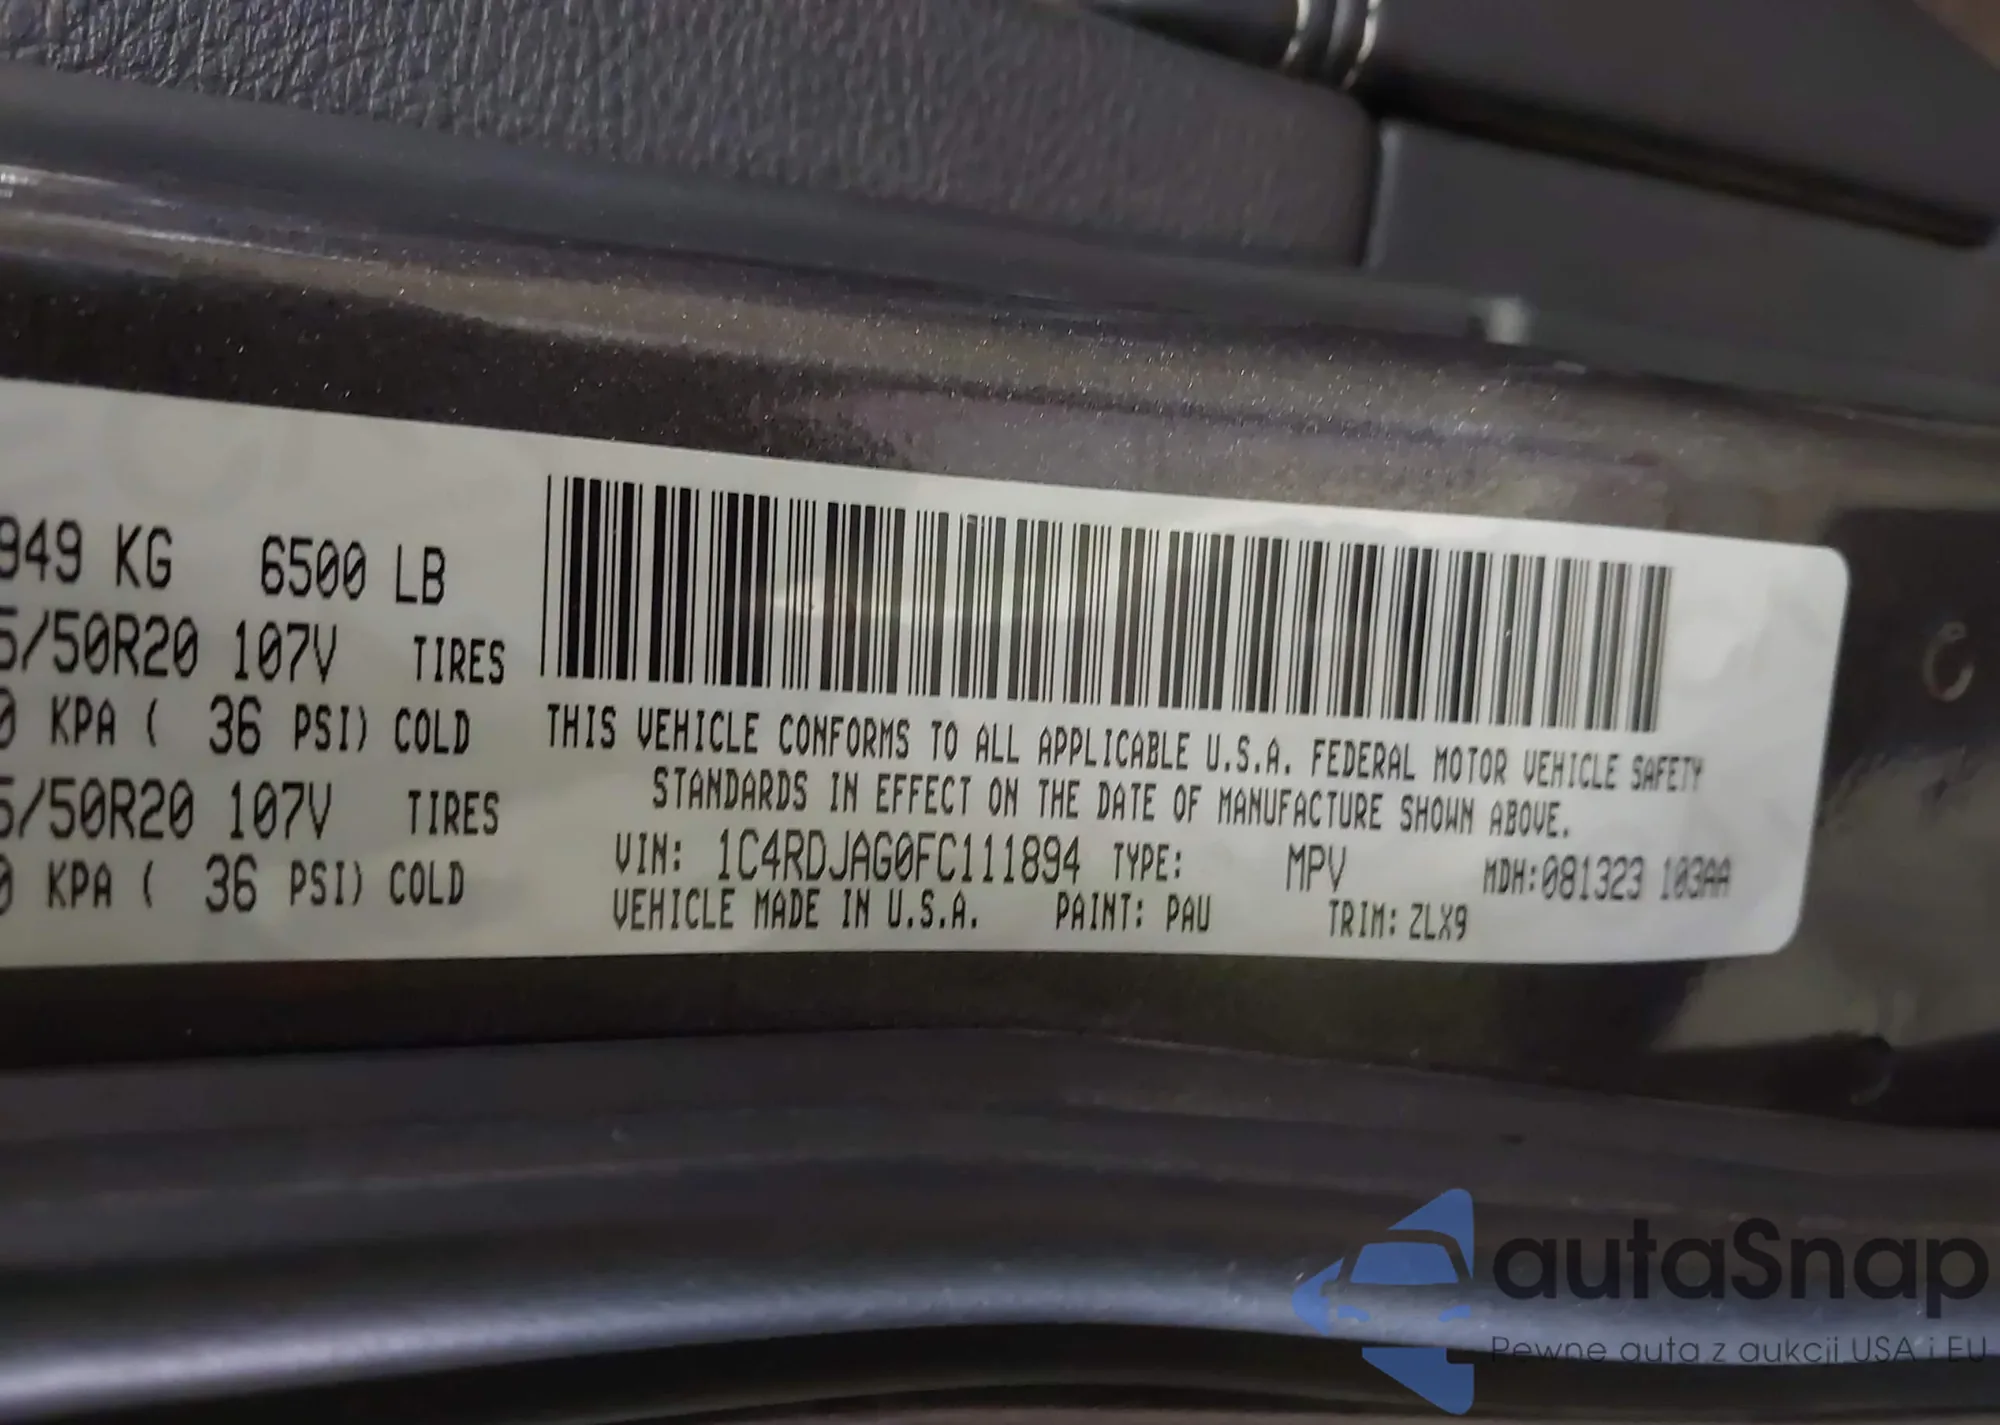 949 KG 6500 LB
5/50R20 107V TIRES
0 KPA ( 36 PSI) COLD
5/50R20 107V TIRES
0 KPA ( 36 PSI) COLD
THIS VEHICLE CONFORMS TO ALL APPLICABLE U.S.A. FEDERAL MOTOR VEHICLE SAFETY
STANDARDS IN EFFECT ON THE DATE OF MANUFACTURE SHOWN ABOVE.
VIN: 1C4RDJAG0FC111894 TYPE: MPV MDH:081323 103AA
VEHICLE MADE IN U.S.A. PAINT: PAU TRIM: ZLX9
autaSnap
Pewne auta z aukcji USA i EU